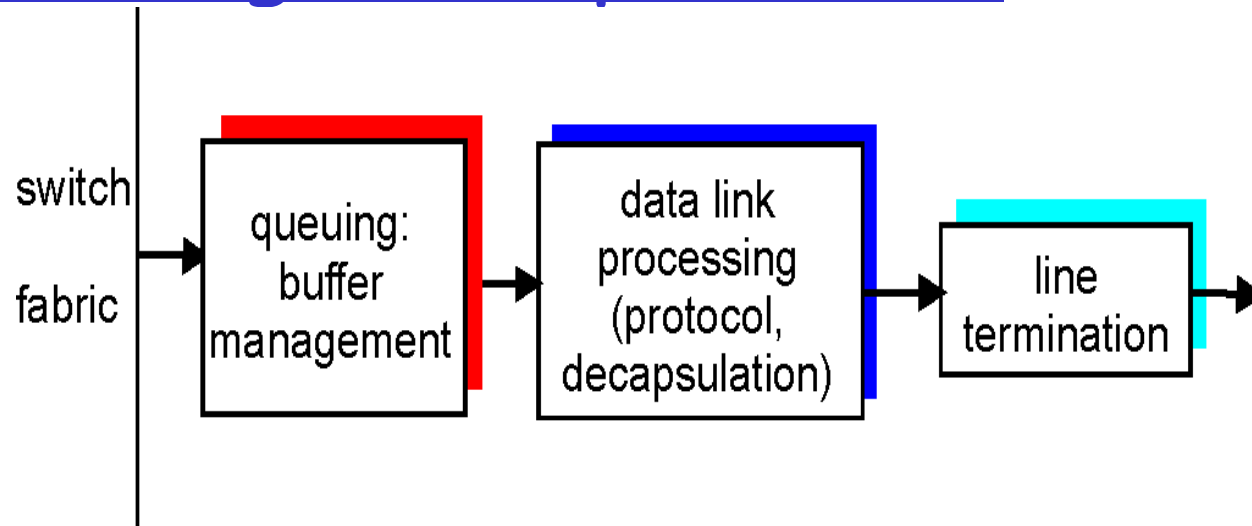 switch
fabric
queuing:
buffer
management
data link
processing
(protocol,
decapsulation)
line
termination